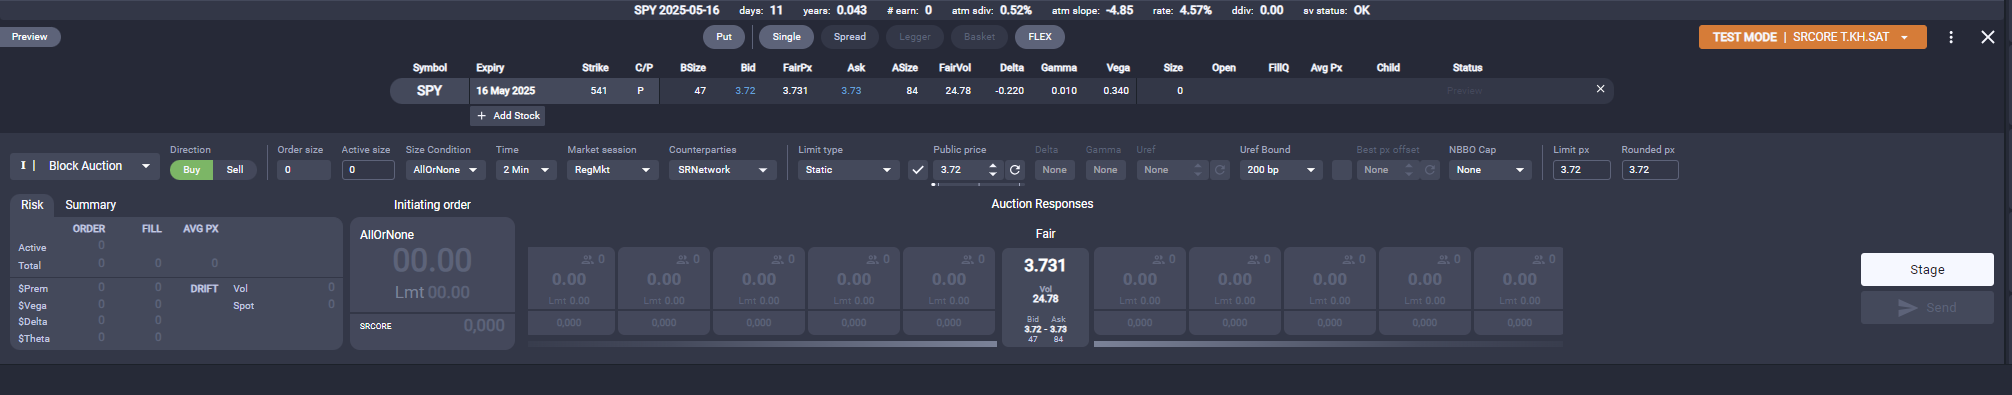 SPY 2025-05-16 days: 11 years: 0.043 # earn: 0 atm sdiv: 0.52% atm slope: -4.85 rate: 4.57% ddiv: 0.00 sv status: OK
Preview Put Single Spread Legger Basket FLEX TEST MODE | SRCORE T.KH.SAT
Symbol Expiry Strike C/P BSize Bid FairPx Ask ASize FairVol Delta Gamma Vega Size Open FillQ Avg Px Child Status
SPY 16 May 2025 541 P 47 3.72 3.731 3.73 84 24.78 -0.220 0.010 0.340 0 Preview
+ Add Stock
Direction Order size Active size Size Condition Time Market session Counterparties Limit type Public price Delta Gamma Uref Uref Bound Best px offset NBBO Cap Limit px Rounded px
I | Block Auction Buy Sell 0 0 AllOrNone 2 Min RegMkt SRNetwork Static 3.72 None None None 200 bp None None 3.72 3.72
Risk Summary Initiating order Auction Responses
ORDER FILL AVG PX AllOrNone Fair
Active 0
Total 0 0 0
00.00
Lmt 00.00
$Prem 0 0 DRIFT Vol 0
$Vega 0 0 Spot 0
$Delta 0 0
$Theta 0 0
SRCORE 0,000
0 0 0 0 0 3.731 0 0 0 0 0
0.00 0.00 0.00 0.00 0.00 Vol 0.00 0.00 0.00 0.00 0.00
Lmt 0.00 Lmt 0.00 Lmt 0.00 Lmt 0.00 Lmt 0.00 24.78 Lmt 0.00 Lmt 0.00 Lmt 0.00 Lmt 0.00 Lmt 0.00
0,000 0,000 0,000 0,000 0,000 Bid Ask 0,000 0,000 0,000 0,000 0,000
3.72 - 3.73
47 84
Stage
Send